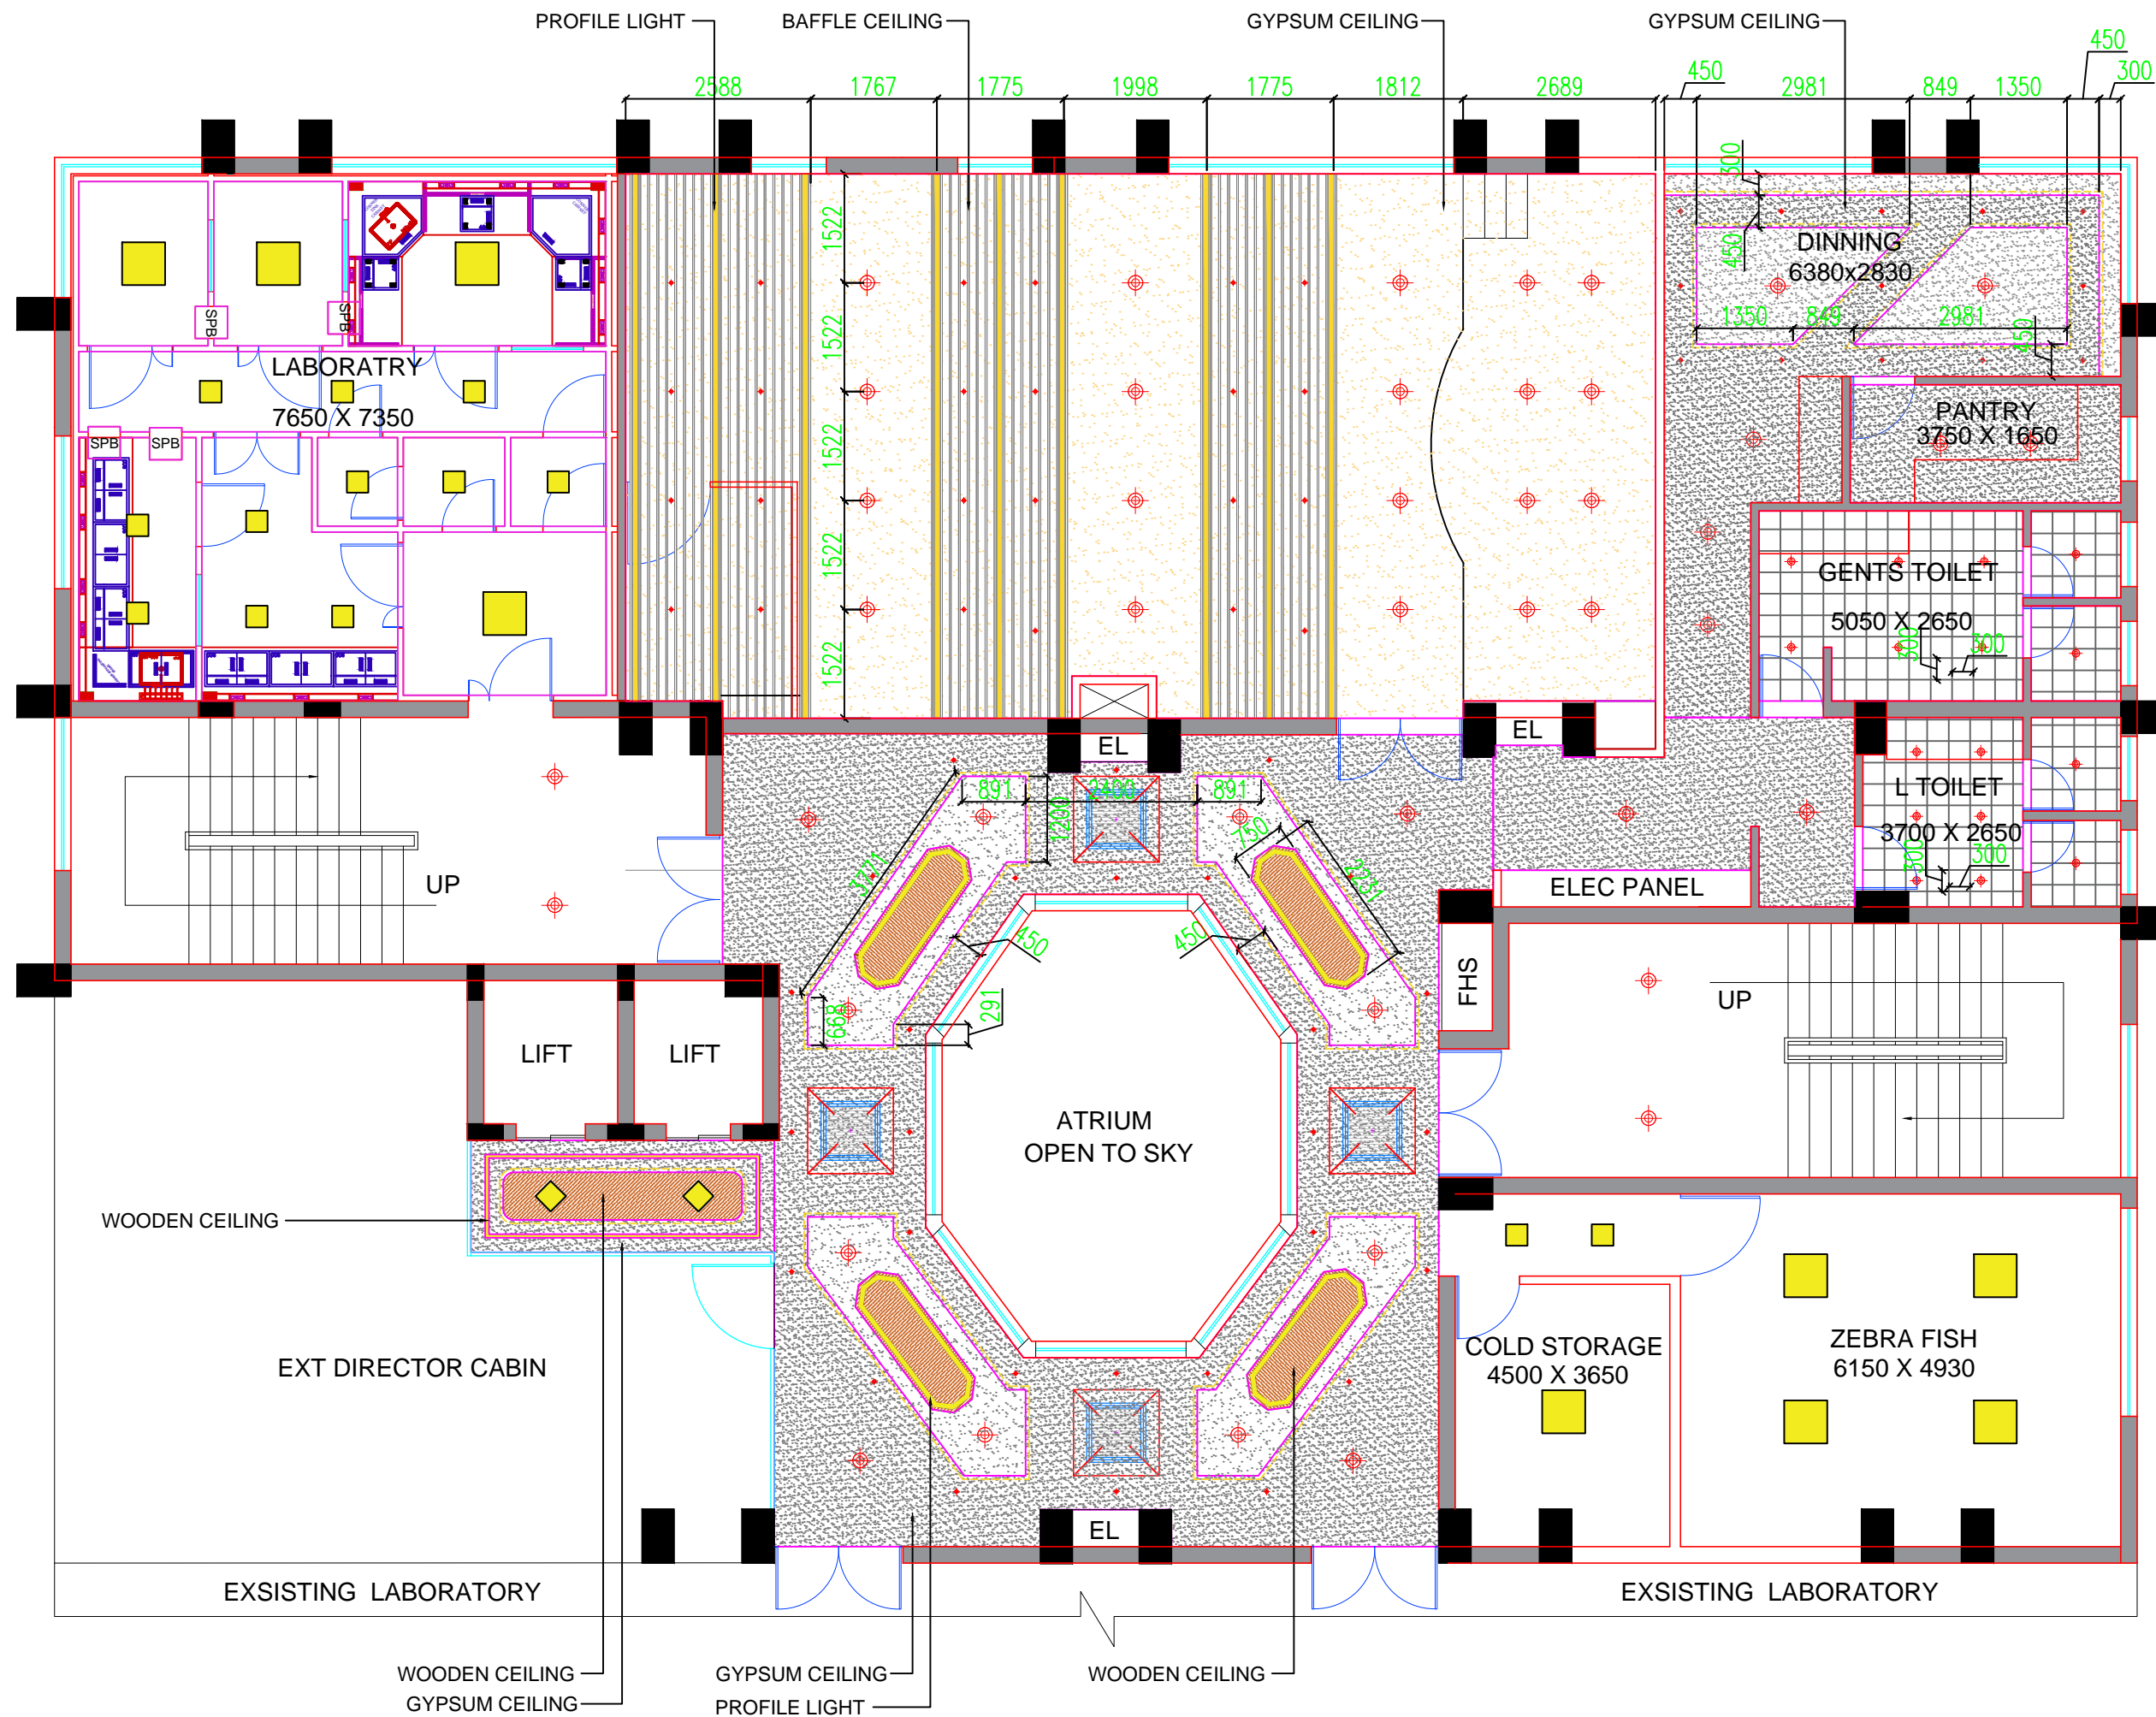 PROFILE LIGHT
BAFFLE CEILING
GYPSUM CEILING
GYPSUM CEILING
450
450
300
2588
1767
1775
1998
1775
1812
2689
2981
849
1350
300
450
DINNING
6380x2830
1350
849
2981
450
1522
1522
1522
1522
1522
SPB
SPB
LABORATRY
7650 X 7350
SPB
SPB
PANTRY
3750 X 1650
GENTS TOILET
5050 X 2650
300
300
EL
EL
L TOILET
3700 X 2650
300
300
891
2400
891
1200
750
3771
3231
450
450
291
668
UP
ELEC PANEL
FHS
UP
LIFT
LIFT
ATRIUM
OPEN TO SKY
WOODEN CEILING
EXT DIRECTOR CABIN
COLD STORAGE
4500 X 3650
ZEBRA FISH
6150 X 4930
EL
EXSISTING LABORATORY
EXSISTING LABORATORY
WOODEN CEILING
GYPSUM CEILING
GYPSUM CEILING
PROFILE LIGHT
WOODEN CEILING